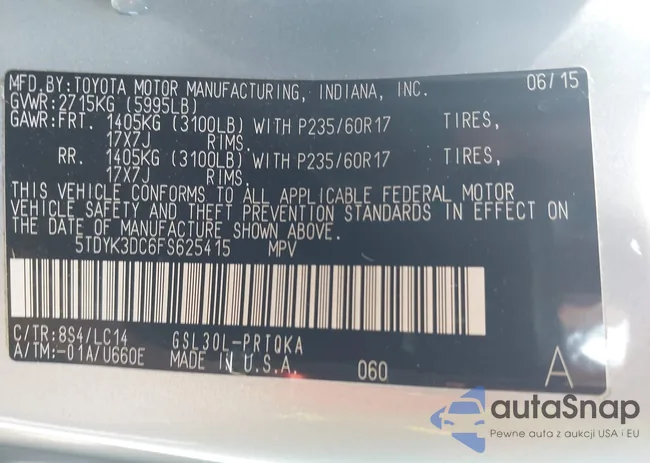 MFD.BY:TOYOTA MOTOR MANUFACTURING, INDIANA, INC. 06/15
GVWR:2715KG (5995LB)
GAWR:FRT. 1405KG (3100LB) WITH P235/60R17 TIRES,
17X7J RIMS.
RR. 1405KG (3100LB) WITH P235/60R17 TIRES,
17X7J RIMS.
THIS VEHICLE CONFORMS TO ALL APPLICABLE FEDERAL MOTOR
VEHICLE SAFETY AND THEFT PREVENTION STANDARDS IN EFFECT ON
THE DATE OF MANUFACTURE SHOWN ABOVE.
5TDYK3DC6FS625415 MPV
C/TR:8S4/LC14 GSL30L-PRTQKA
A/TM:-01A/U660E MADE IN U.S.A. 060 A
autaSnap
Pewne auta z aukcji USA i EU